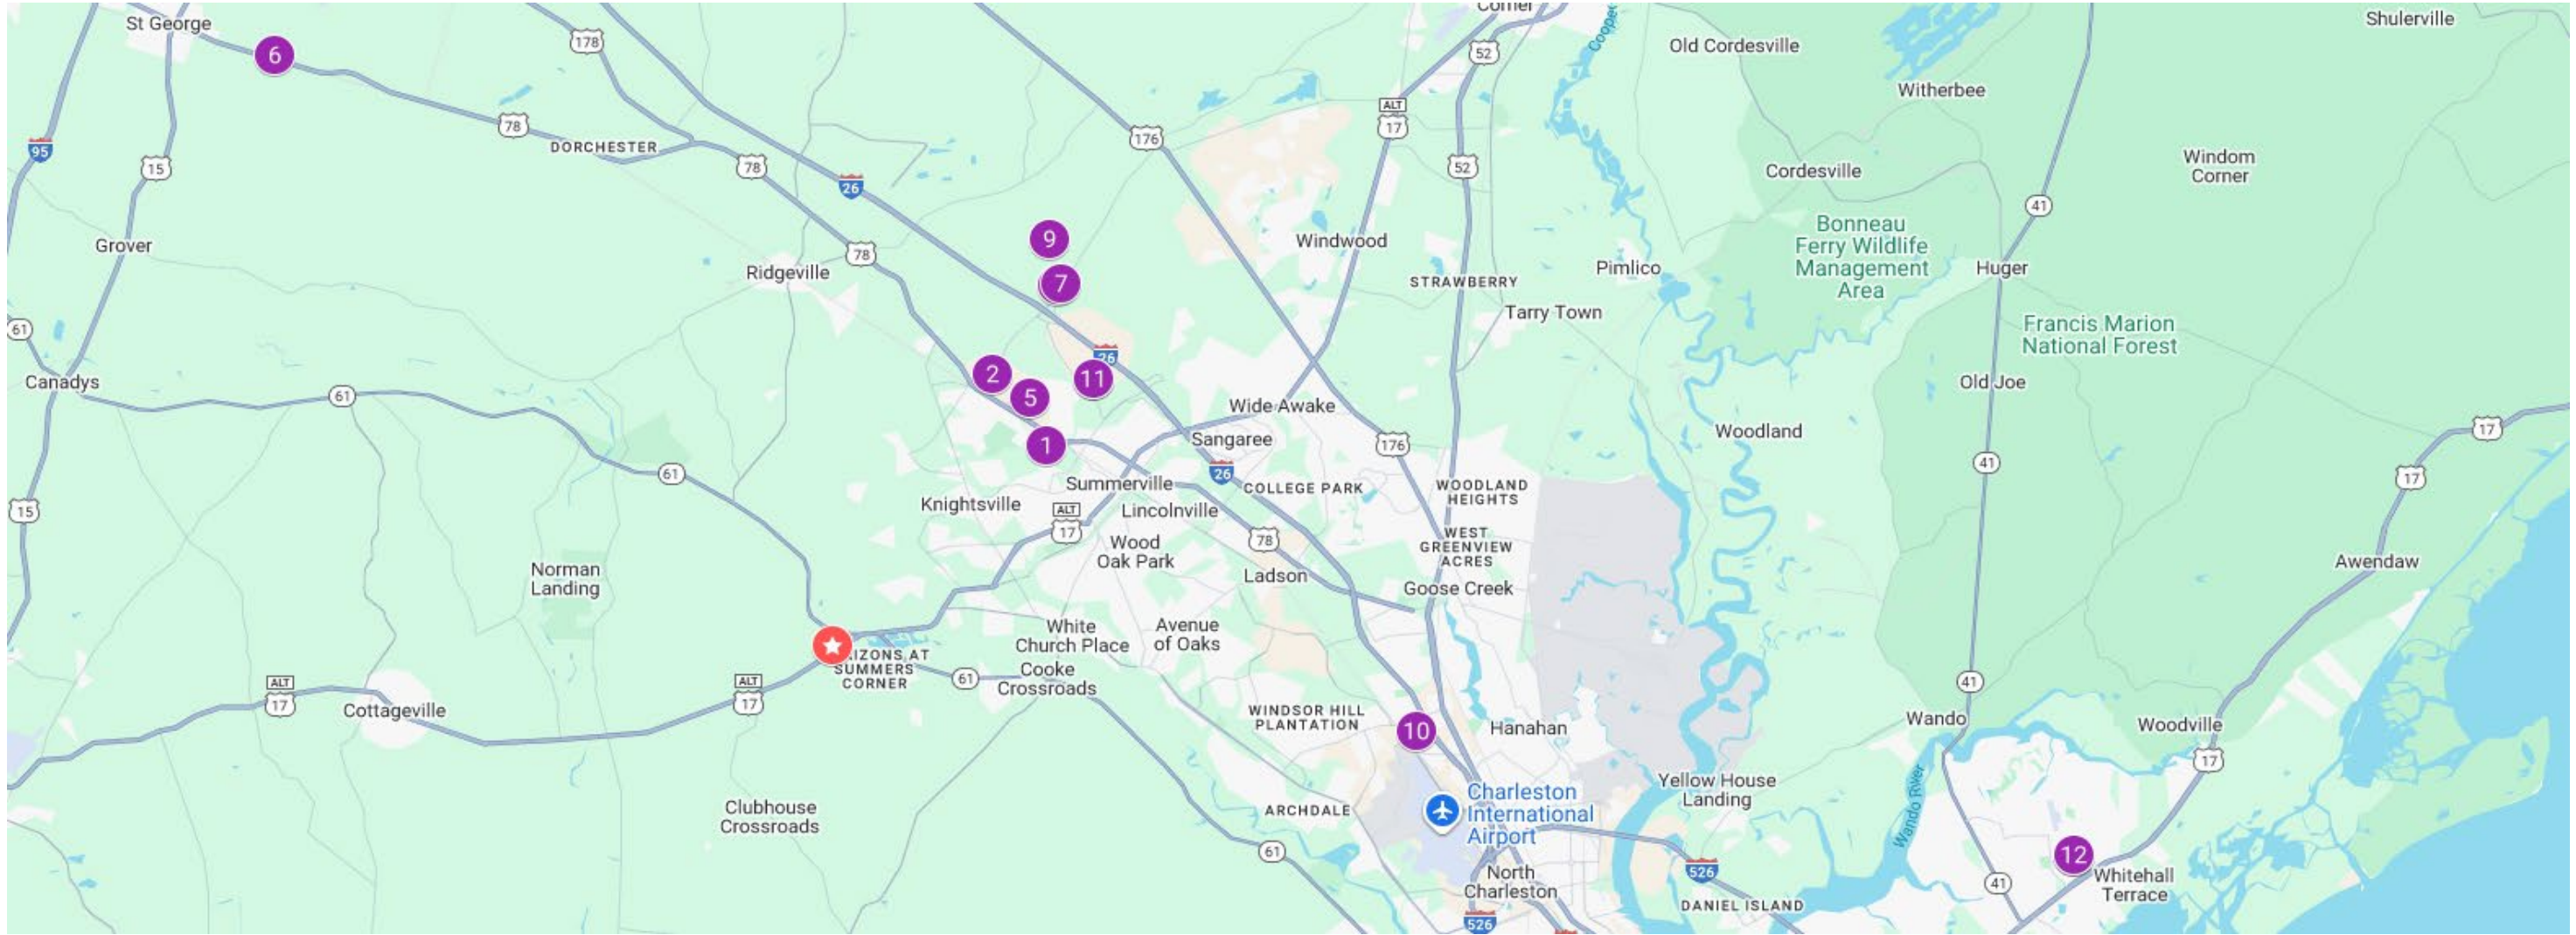 St George
6
178
Corner
52
Cooper
Old Cordesville
Shulerville
Witherbee
ALT
17
78
DORCHESTER
95
15
78
26
176
52
Cordesville
Windom
Corner
41
Bonneau
Ferry Wildlife
Management
Area
Grover
Ridgeville
78
9
7
Windwood
STRAWBERRY
Pimlico
Huger
Tarry Town
Francis Marion
National Forest
61
Canadys
61
2
5
11
26
1
Wide Awake
Sangaree
176
Old Joe
Woodland
17
61
26
Summerville
COLLEGE PARK
WOODLAND
HEIGHTS
41
17
15
Knightsville
ALT
17
Lincolnville
Wood
Oak Park
78
WEST
GREENVIEW
ACRES
Ladson
Goose Creek
Awendaw
Norman
Landing
White
Church Place
Avenue
of Oaks
IZONS AT
SUMMERS
CORNER
61
Cooke
Crossroads
ALT
17
Cottageville
ALT
17
WINDSOR HILL
PLANTATION
10
Hanahan
41
Wando
Woodville
17
Clubhouse
Crossroads
ARCHDALE
Charleston
International
Airport
Yellow House
Landing
Wando River
61
North
Charleston
526
526
DANIEL ISLAND
41
12
Whitehall
Terrace